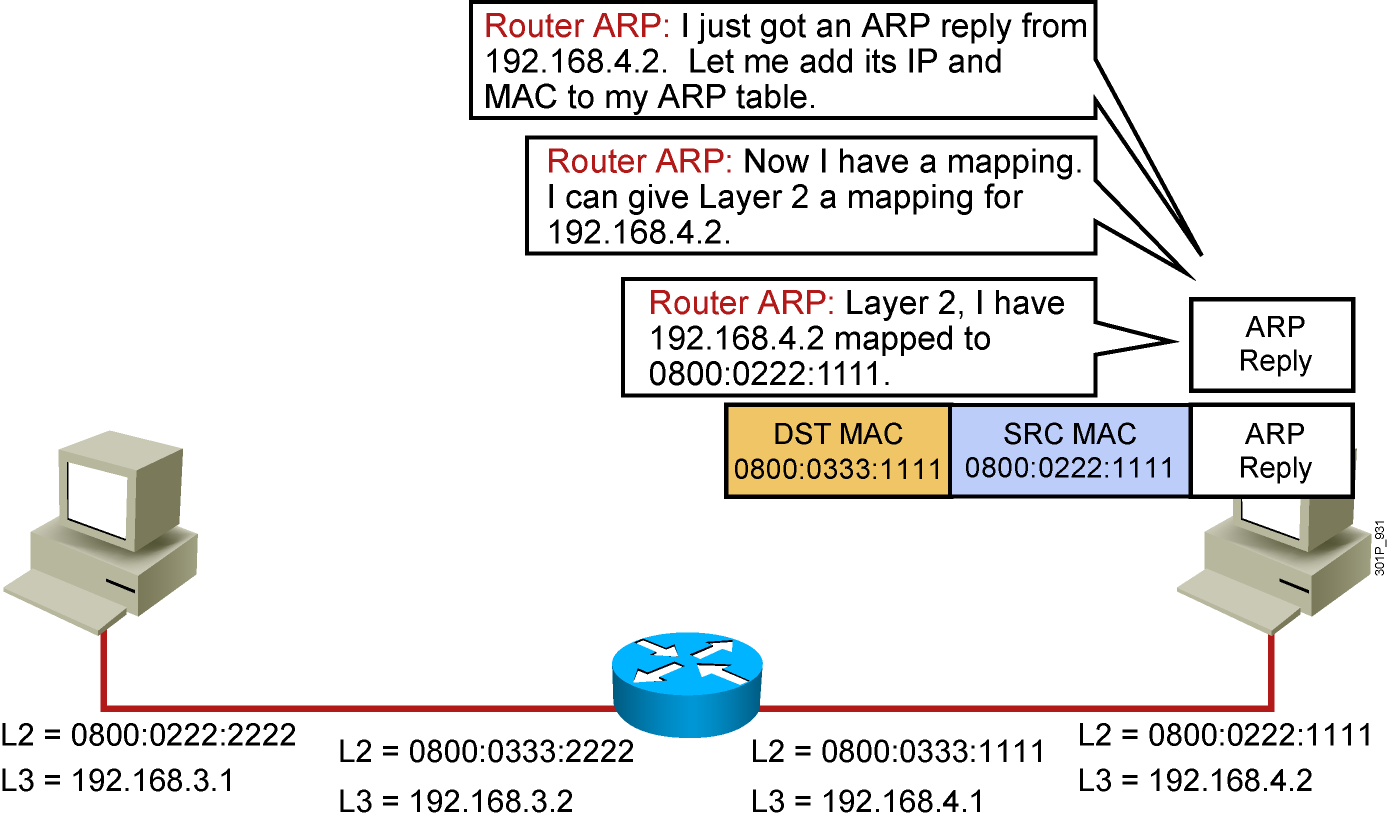 Router ARP: I just got an ARP reply from
192.168.4.2.  Let me add its IP and
MAC to my ARP table.
Router ARP: Now I have a mapping.
I can give Layer 2 a mapping for
192.168.4.2.
Router ARP: Layer 2, I have
192.168.4.2 mapped to
0800:0222:1111.
ARP
Reply
DST MAC
0800:0333:1111
SRC MAC
0800:0222:1111
ARP
Reply
301P_931
L2 = 0800:0222:2222
L3 = 192.168.3.1
L2 = 0800:0333:2222
L3 = 192.168.3.2
L2 = 0800:0333:1111
L3 = 192.168.4.1
L2 = 0800:0222:1111
L3 = 192.168.4.2